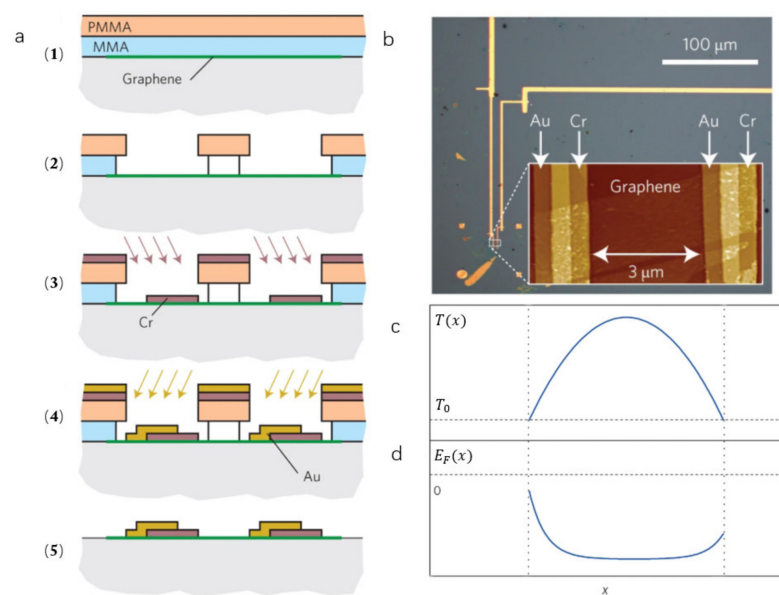 a
(1)
PMMA
MMA
Graphene
(2)
(3)
Cr
(4)
Au
(5)
b
100 μm
Au Cr Au Cr
Graphene
3 μm
c
T(x)
T₀
d
E_F(x)
0
x